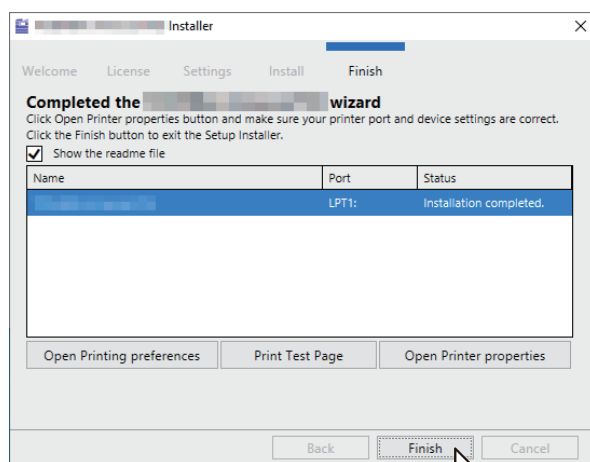 Installer
Welcome License Settings Install Finish
Completed the wizard
Click Open Printer properties button and make sure your printer port and device settings are correct.
Click the Finish button to exit the Setup Installer.
Show the readme file
Name Port Status
LPT1: Installation completed.
Open Printing preferences Print Test Page Open Printer properties
Back Finish Cancel